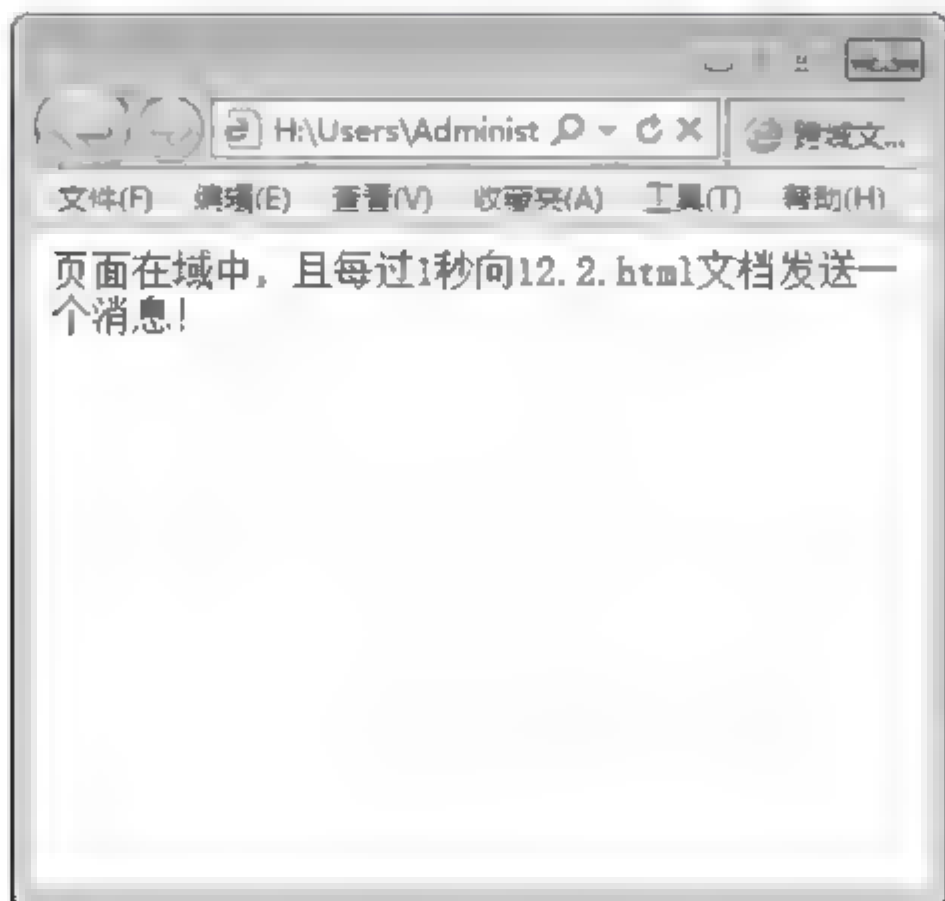 H:\Users\Administ
跨域文...
文件(F) 编辑(E) 查看(V) 收藏夹(A) 工具(T) 帮助(H)
页面在域中，且每过1秒向12.2.html文档发送一
个消息！